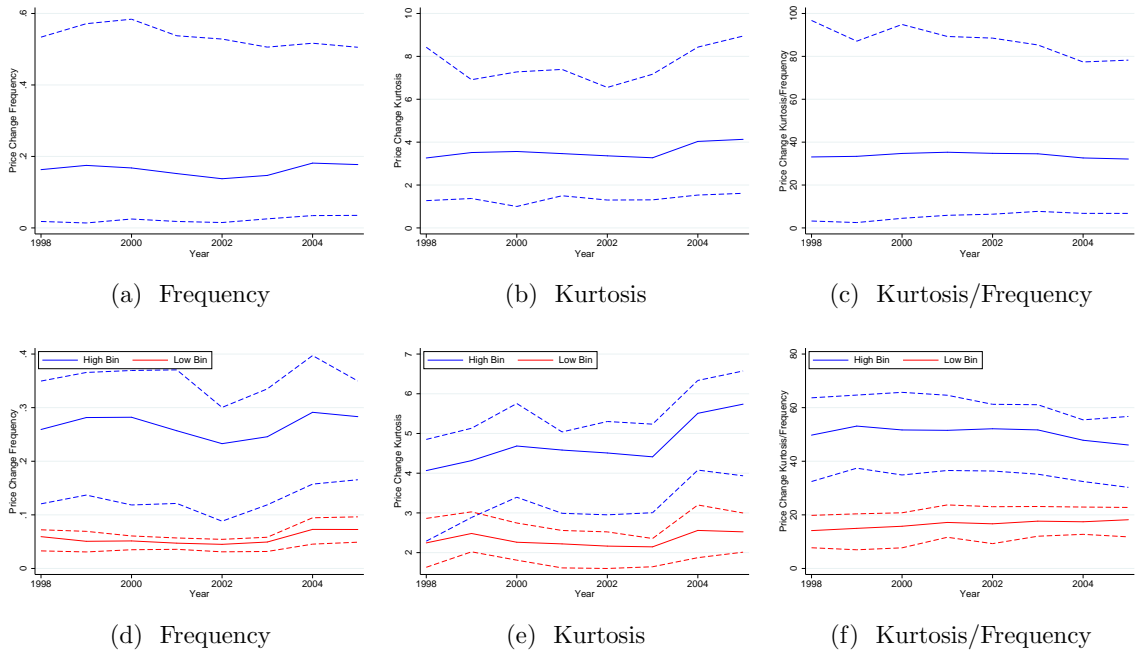 Price Change Frequency
.6
.4
.2
0
1998 2000 2002 2004
Year
(a) Frequency
Price Change Kurtosis
10
8
6
4
2
0
1998 2000 2002 2004
Year
(b) Kurtosis
Price Change Kurtosis/Frequency
100
80
60
40
20
0
1998 2000 2002 2004
Year
(c) Kurtosis/Frequency
High Bin Low Bin
Price Change Frequency
.4
.3
.2
.1
0
1998 2000 2002 2004
Year
(d) Frequency
High Bin Low Bin
Price Change Kurtosis
7
6
5
4
3
2
1998 2000 2002 2004
Year
(e) Kurtosis
High Bin Low Bin
Price Change Kurtosis/Frequency
80
60
40
20
0
1998 2000 2002 2004
Year
(f) Kurtosis/Frequency